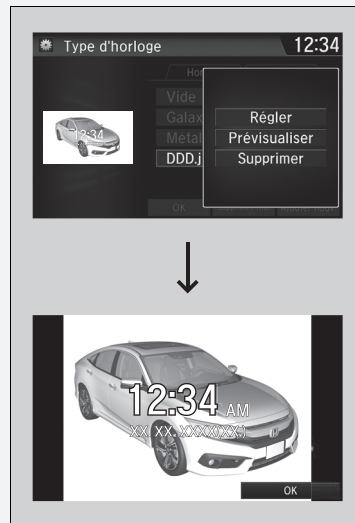 Type d'horloge 12:34
Hor
Vide
Galax
Métal
DDD.j
12:34
Régler
Prévisualiser
Supprimer
OK
12:34 AM
XX. XX. XXXX(XX.)
OK